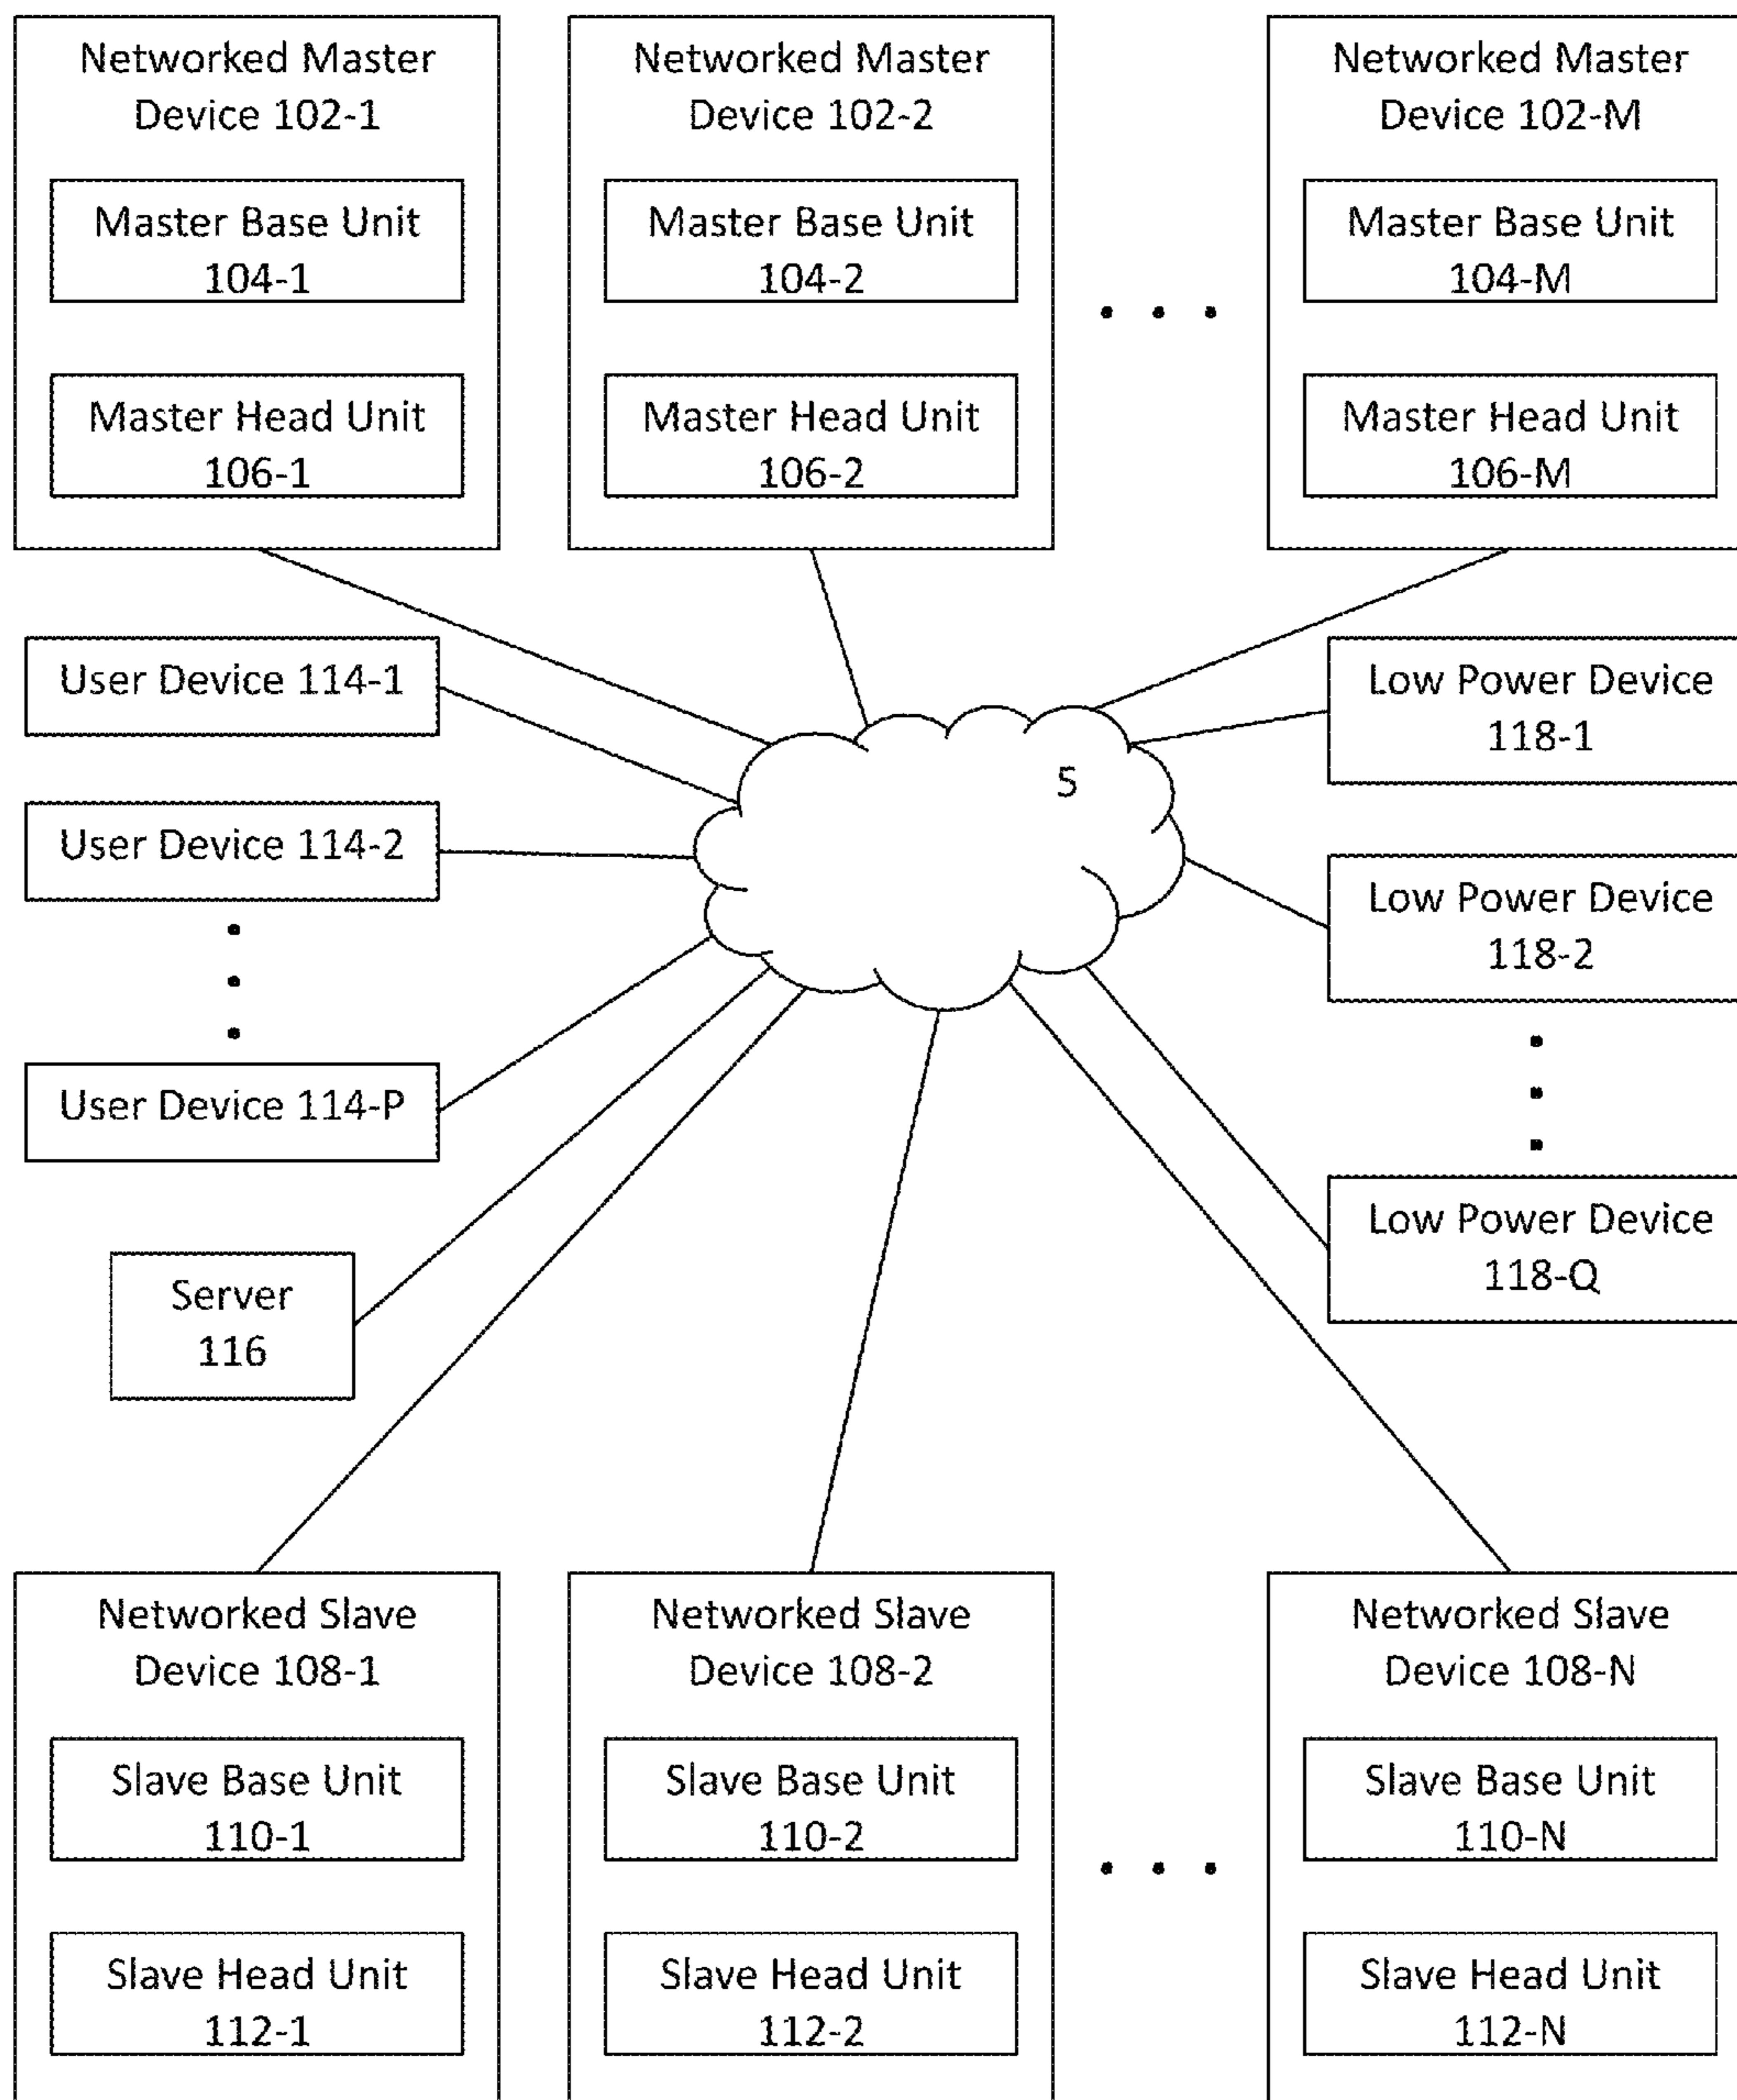 Networked Master
Device 102-1
Master Base Unit
104-1
Master Head Unit
106-1
Networked Master
Device 102-2
Master Base Unit
104-2
Master Head Unit
106-2
Networked Master
Device 102-M
Master Base Unit
104-M
Master Head Unit
106-M
User Device 114-1
User Device 114-2
User Device 114-P
Server
116
5
Low Power Device
118-1
Low Power Device
118-2
Low Power Device
118-Q
Networked Slave
Device 108-1
Slave Base Unit
110-1
Slave Head Unit
112-1
Networked Slave
Device 108-2
Slave Base Unit
110-2
Slave Head Unit
112-2
Networked Slave
Device 108-N
Slave Base Unit
110-N
Slave Head Unit
112-N